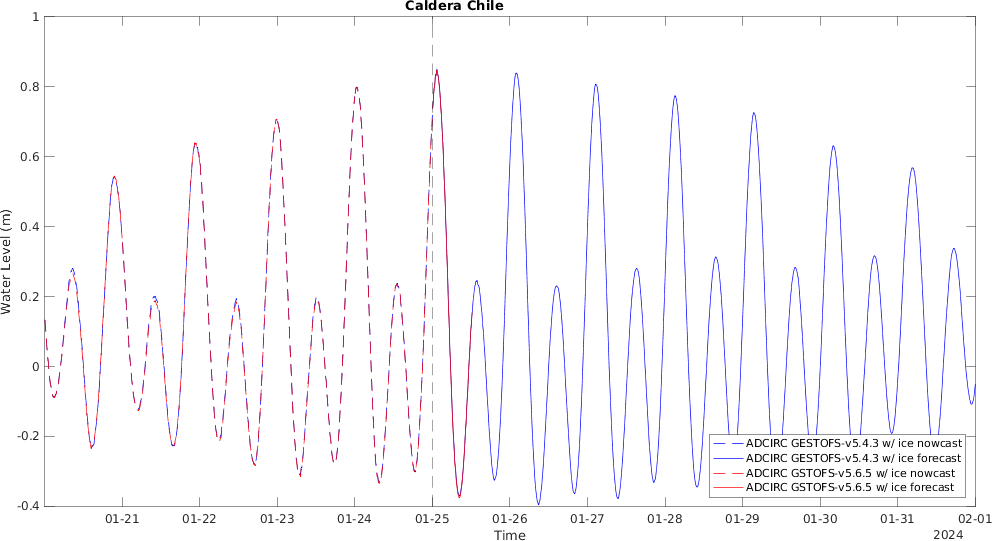 Caldera Chile
Water Level (m)
1
0.8
0.6
0.4
0.2
0
-0.2
-0.4
ADCIRC GESTOFS-v5.4.3 w/ ice nowcast
ADCIRC GESTOFS-v5.4.3 w/ ice forecast
ADCIRC GSTOFS-v5.6.5 w/ ice nowcast
ADCIRC GSTOFS-v5.6.5 w/ ice forecast
01-21 01-22 01-23 01-24 01-25 01-26 01-27 01-28 01-29 01-30 01-31 02-01
Time
2024